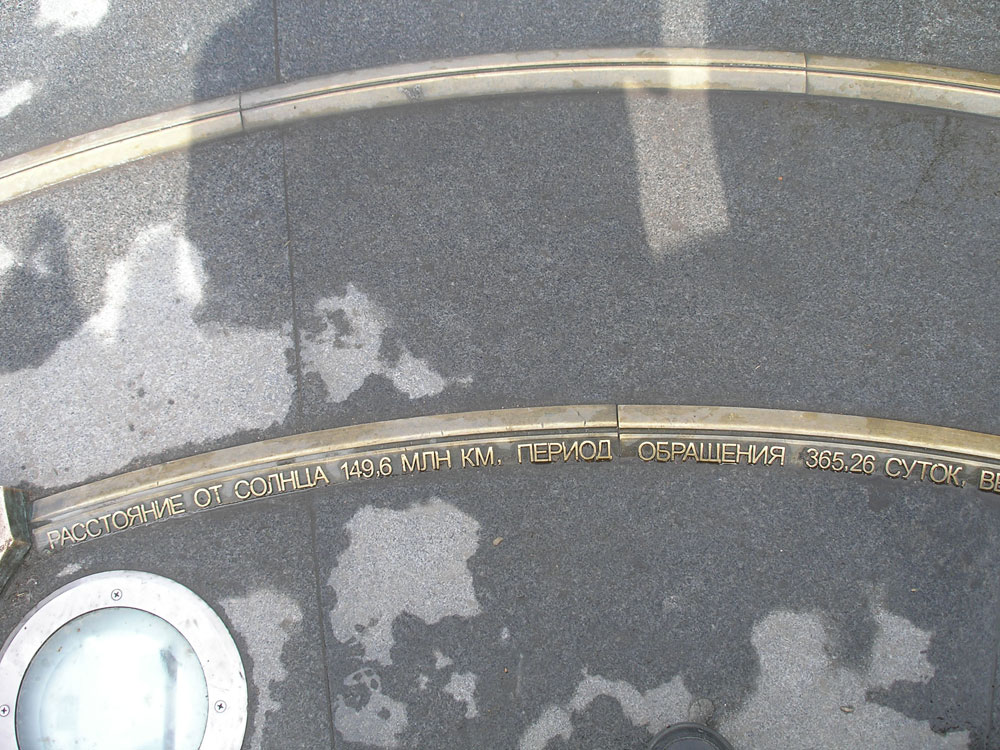 РАССТОЯНИЕ ОТ СОЛНЦА 149,6 МЛН КМ, ПЕРИОД ОБРАЩЕНИЯ 365,26 СУТОК,